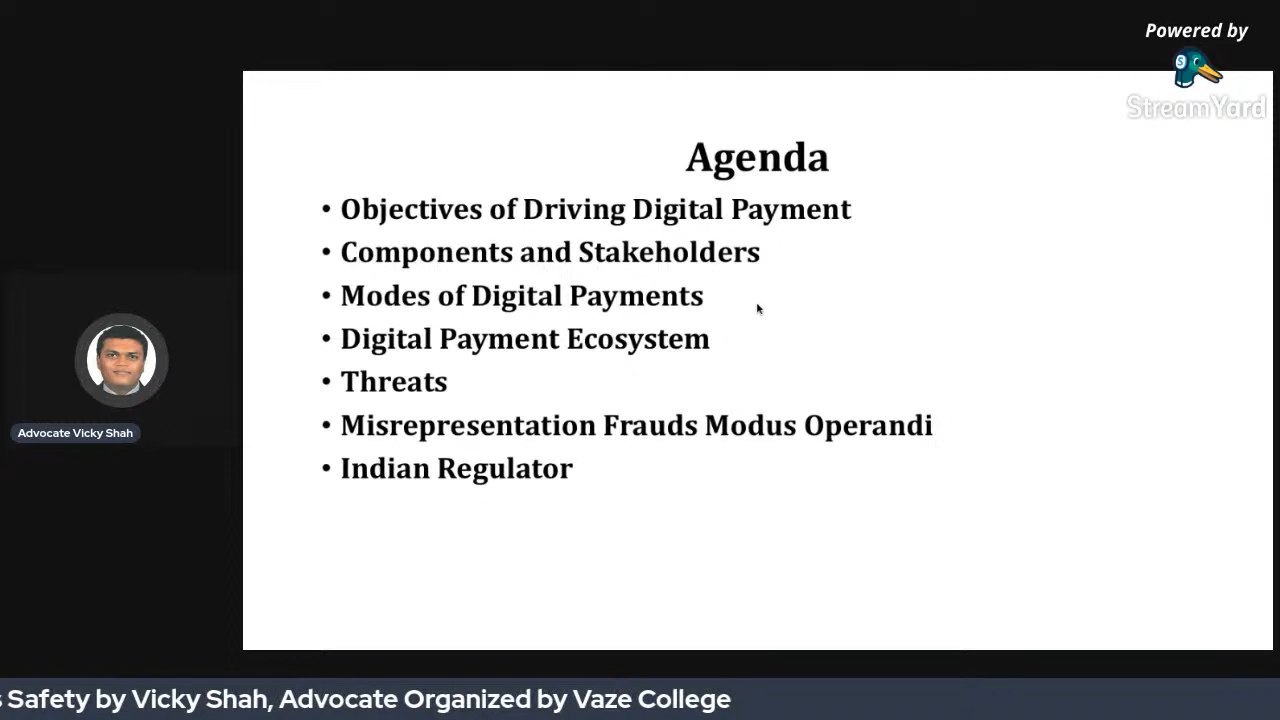 Powered by
StreamYard
Agenda
• Objectives of Driving Digital Payment
• Components and Stakeholders
• Modes of Digital Payments
• Digital Payment Ecosystem
• Threats
• Misrepresentation Frauds Modus Operandi
• Indian Regulator
Advocate Vicky Shah
s Safety by Vicky Shah, Advocate Organized by Vaze College